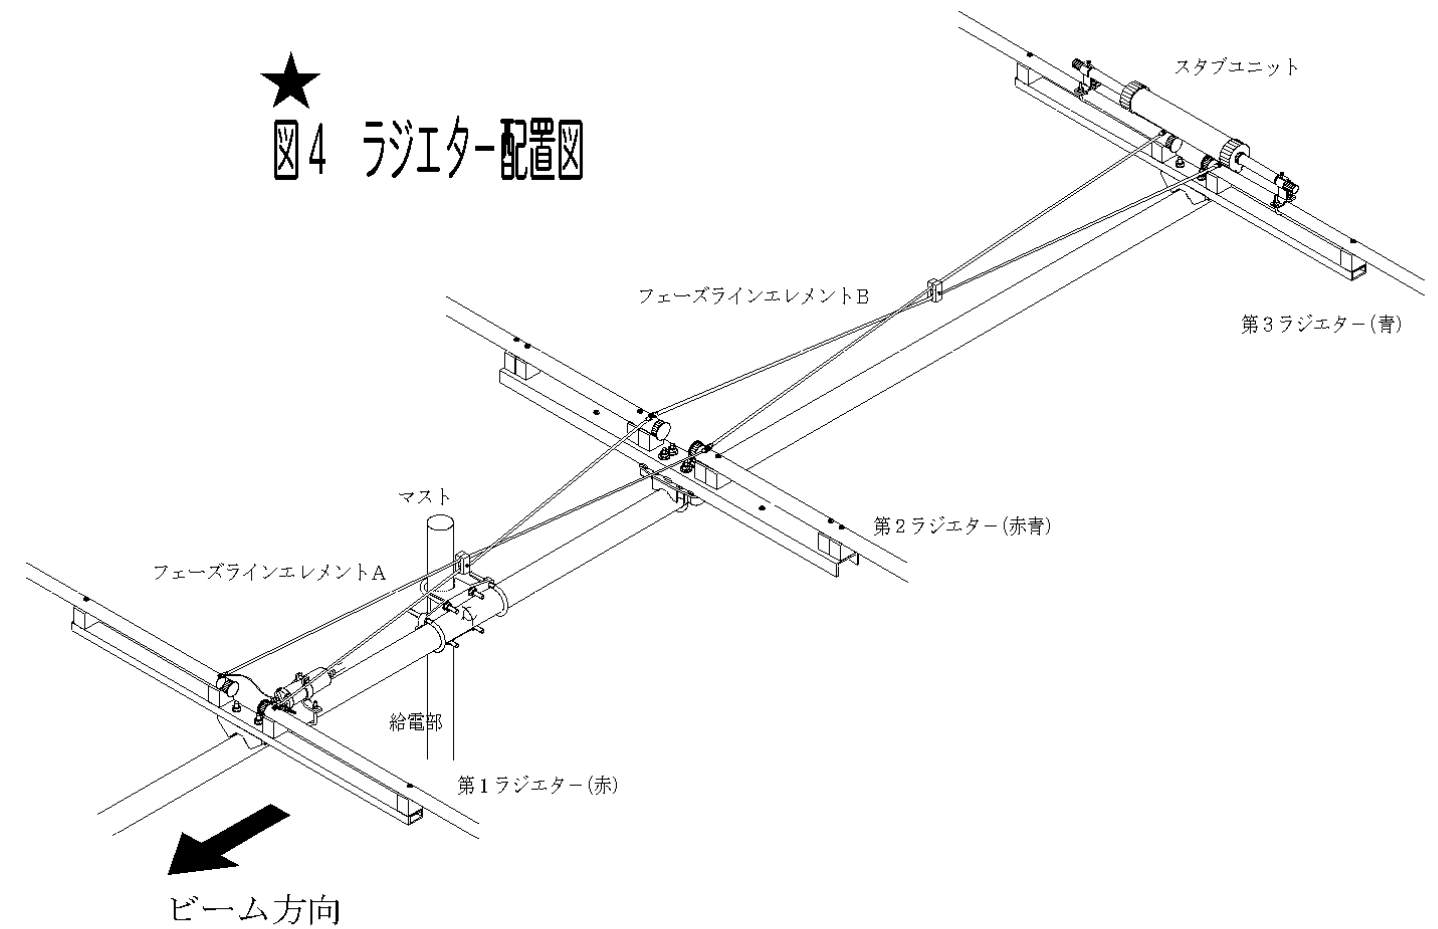 ★
図4 ラジエター配置図
スタブユニット
フェーズラインエレメントB
第3ラジエター(青)
マスト
第2ラジエター(赤青)
フェーズラインエレメントA
給電部
第1ラジエター(赤)
ビーム方向